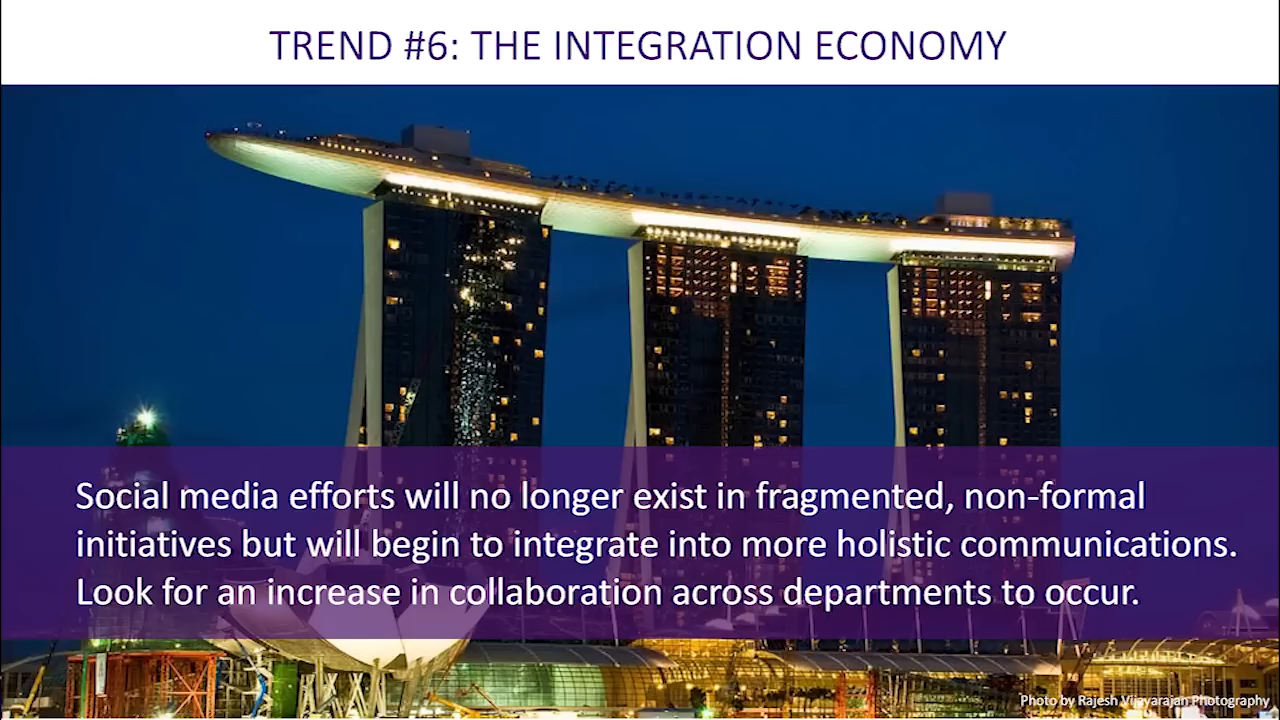 TREND #6: THE INTEGRATION ECONOMY
Social media efforts will no longer exist in fragmented, non-formal
initiatives but will begin to integrate into more holistic communications.
Look for an increase in collaboration across departments to occur.
Photo by Rajesh Vijayarajan Photography